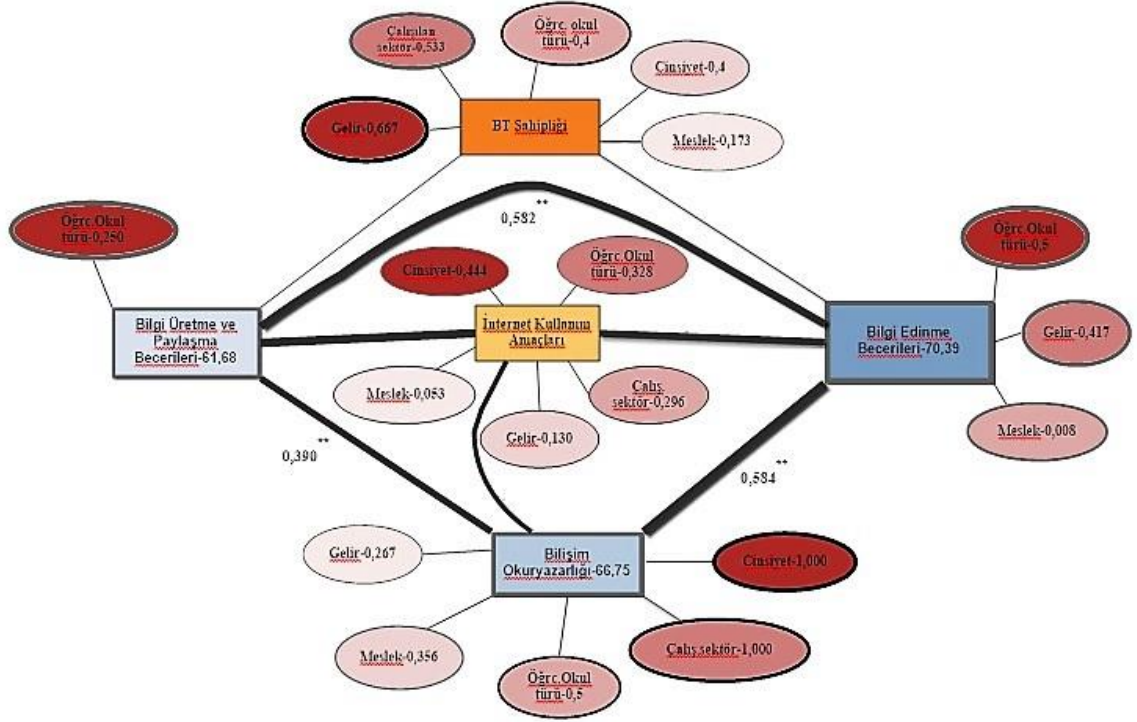 Çalışılan
sektör-0,533
Öğrc. okul
türü-0,4
Cinsiyet-0,4
Gelir-0,667
BT Sahipliği
Meslek-0,173
0,582**
Öğrc.Okul
türü-0,250
Cinsiyet-0,444
Öğrc.Okul
türü-0,328
Öğrc.Okul
türü-0,5
Bilgi Üretme ve
Paylaşma
Becerileri-61,68
İnternet Kullanım
Amaçları
Bilgi Edinme
Becerileri-70,39
Gelir-0,417
Meslek-0,053
Çalış.
sektör-0,296
Gelir-0,130
Meslek-0,008
0,390**
0,584**
Gelir-0,267
Bilişim
Okuryazarlığı-66,75
Cinsiyet-1,000
Meslek-0,356
Öğrc.Okul
türü-0,5
Çalış.sektör-1,000